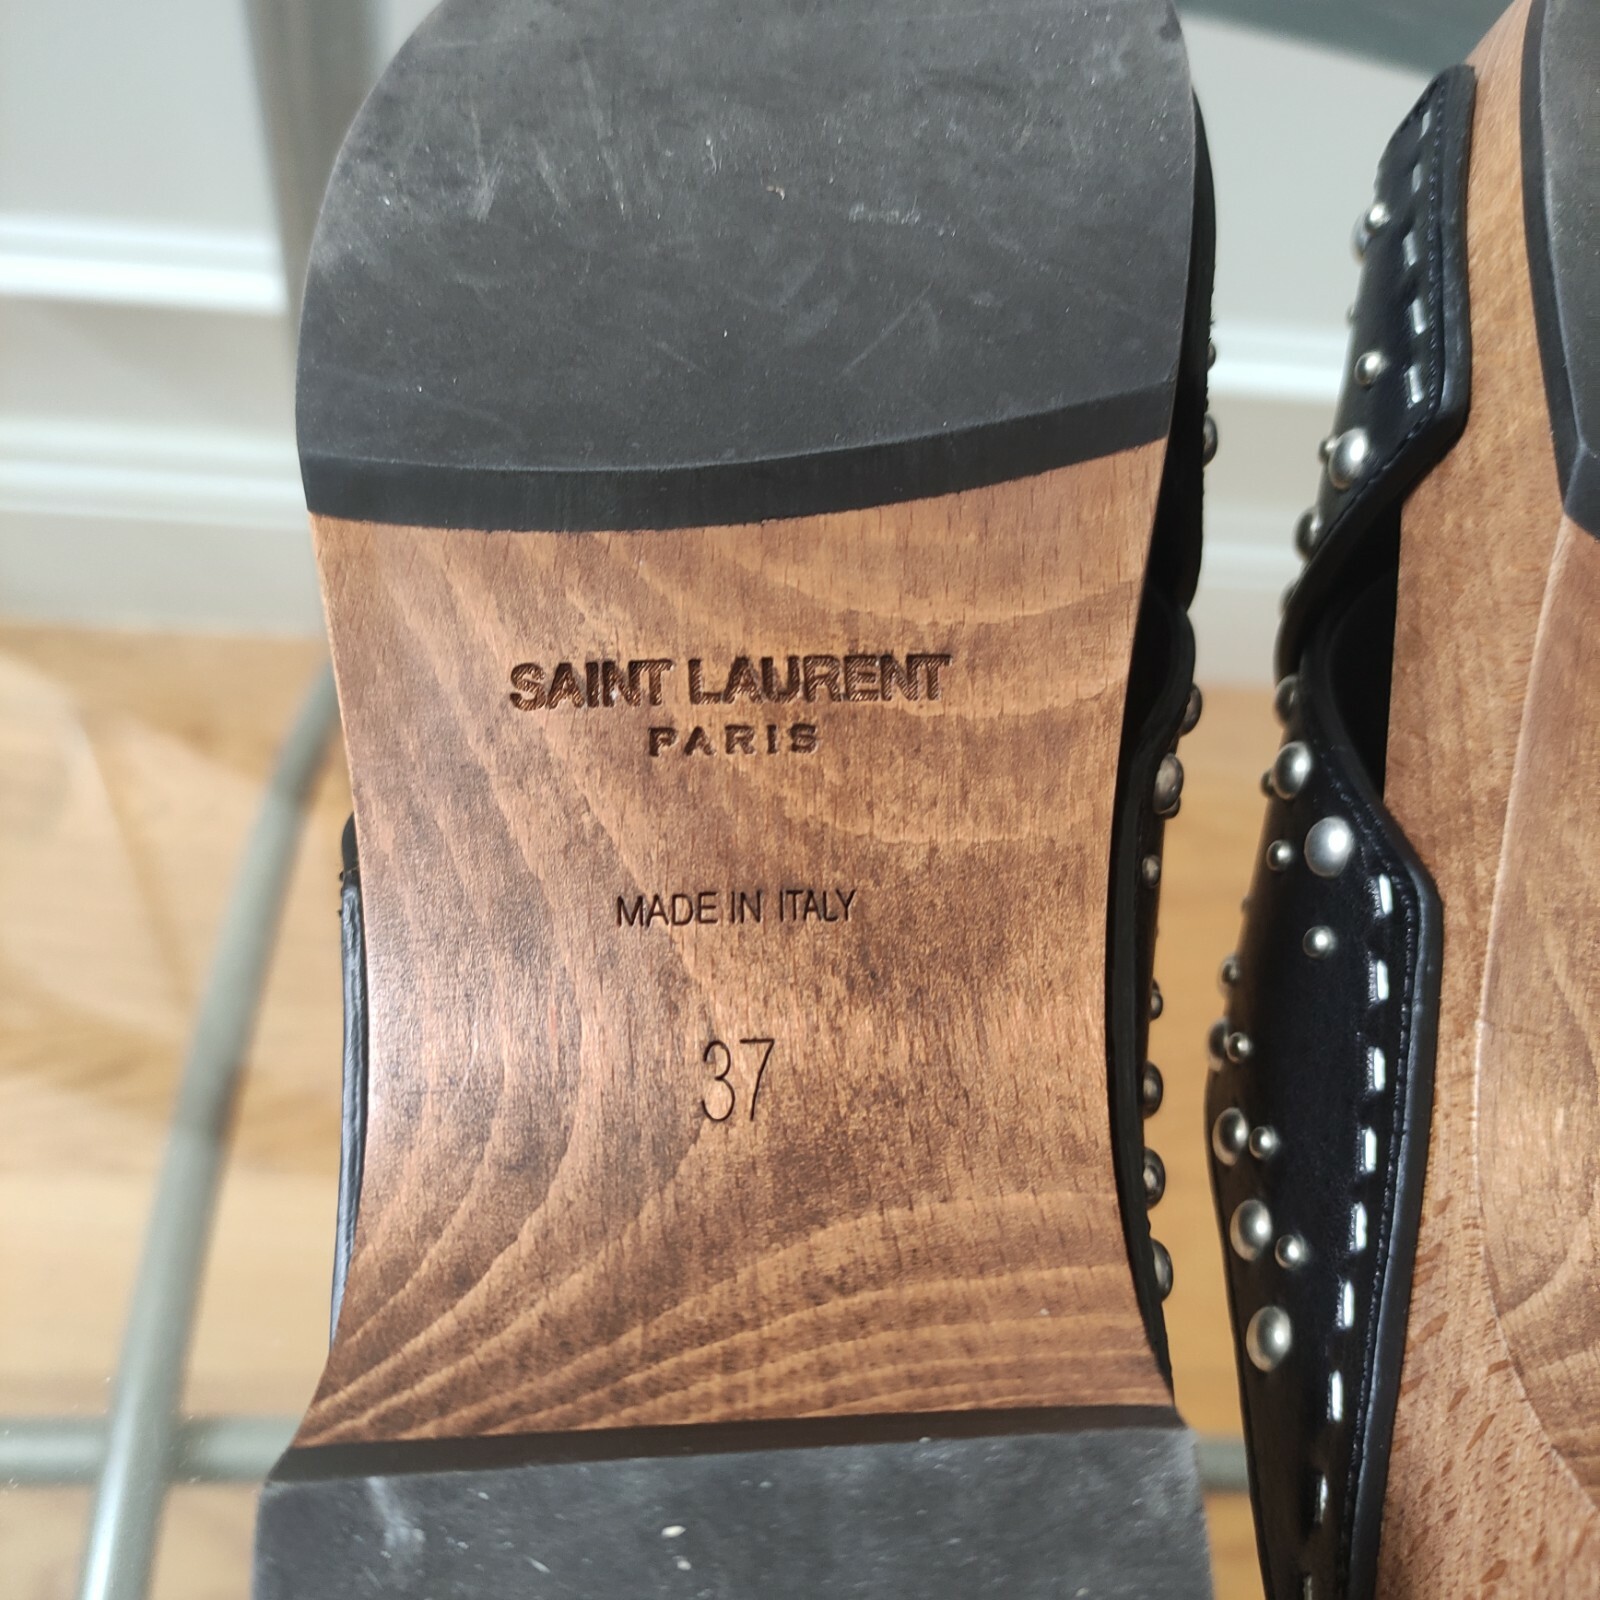 SAINT LAURENT
PARIS
MADE IN ITALY
37